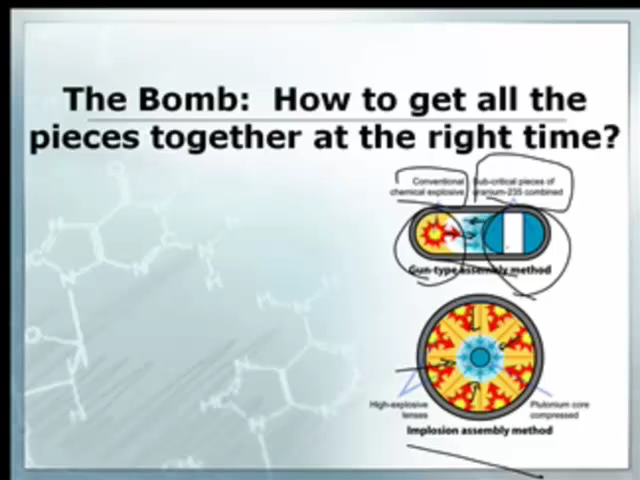 The Bomb: How to get all the
pieces together at the right time?
Conventional
chemical explosive
Sub-critical pieces of
uranium-235 combined
Gun-type assembly method
High-explosive
lenses
Plutonium core
compressed
Implosion assembly method